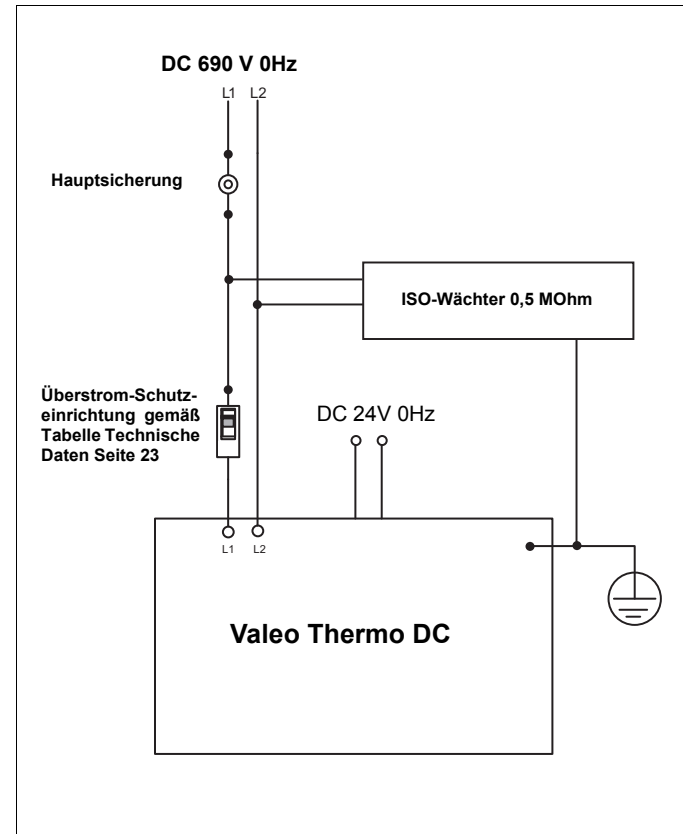 DC 690 V 0Hz
L1 L2
Hauptsicherung
ISO-Wächter 0,5 MOhm
Überstrom-Schutz-
einrichtung gemäß
Tabelle Technische
Daten Seite 23
DC 24V 0Hz
L1 L2
Valeo Thermo DC